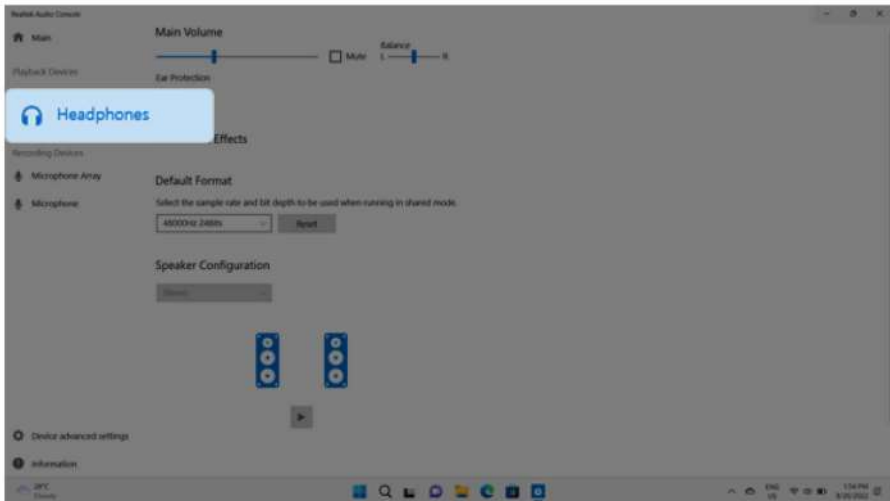 Realtek Audio Console
Main
Playback Devices
Headphones
Recording Devices
Microphone Array
Microphone
Device advanced settings
Information
Main Volume
Mute
Balance
L
R
Ear Protection
Effects
Default Format
Select the sample rate and bit depth to be used when running in shared mode.
48000Hz 24Bits
Reset
Speaker Configuration
Stereo
28°C
Cloudy
ENG
US
1:54 PM